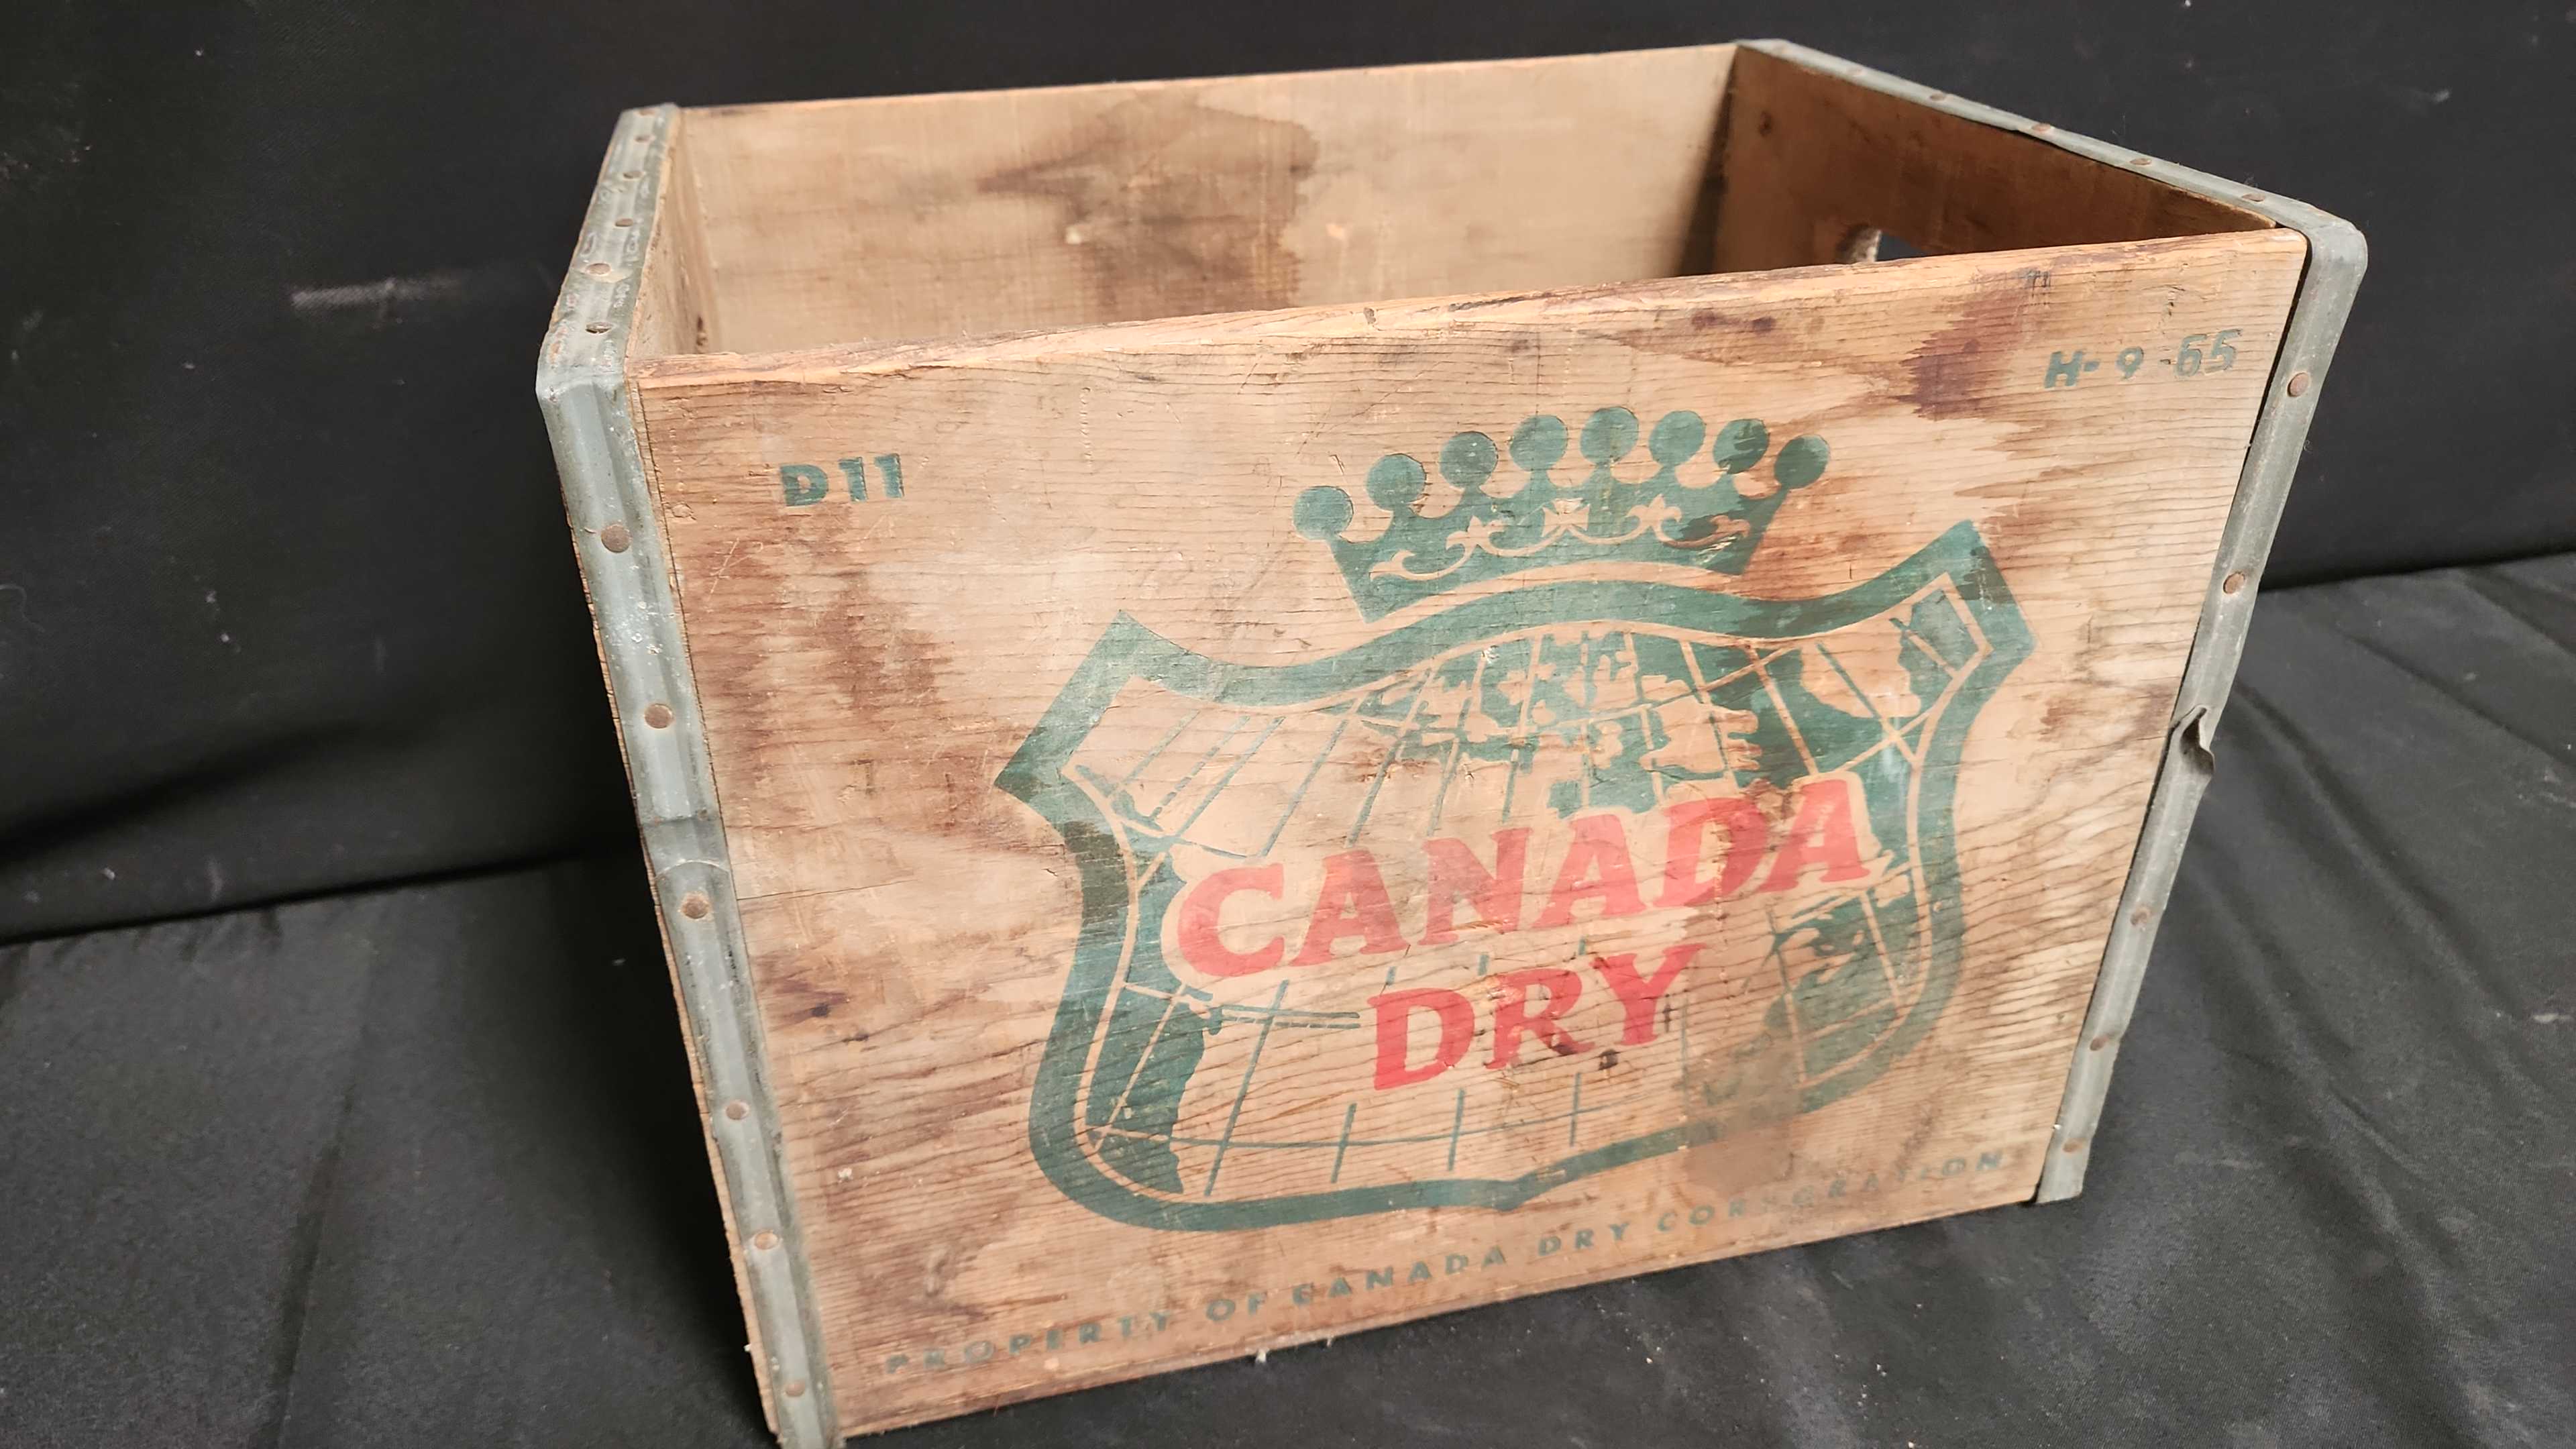 H-9-65
D11
CANADA
DRY
PROPERTY OF CANADA DRY CORPORATION